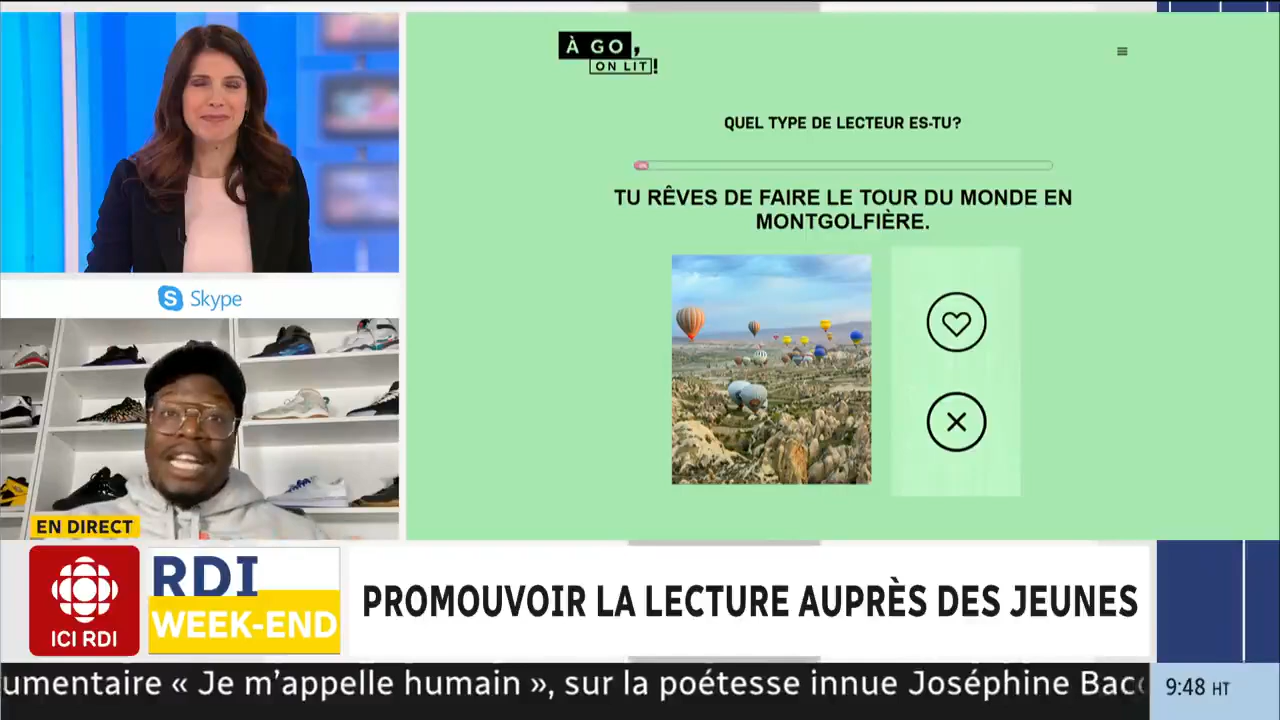 À GO,
ON LIT!
QUEL TYPE DE LECTEUR ES-TU?
TU RÊVES DE FAIRE LE TOUR DU MONDE EN
MONTGOLFIÈRE.
Skype
EN DIRECT
ICI RDI
RDI
WEEK-END
PROMOUVOIR LA LECTURE AUPRÈS DES JEUNES
umentaire « Je m'appelle humain », sur la poétesse innue Joséphine Bac
9:48 HT